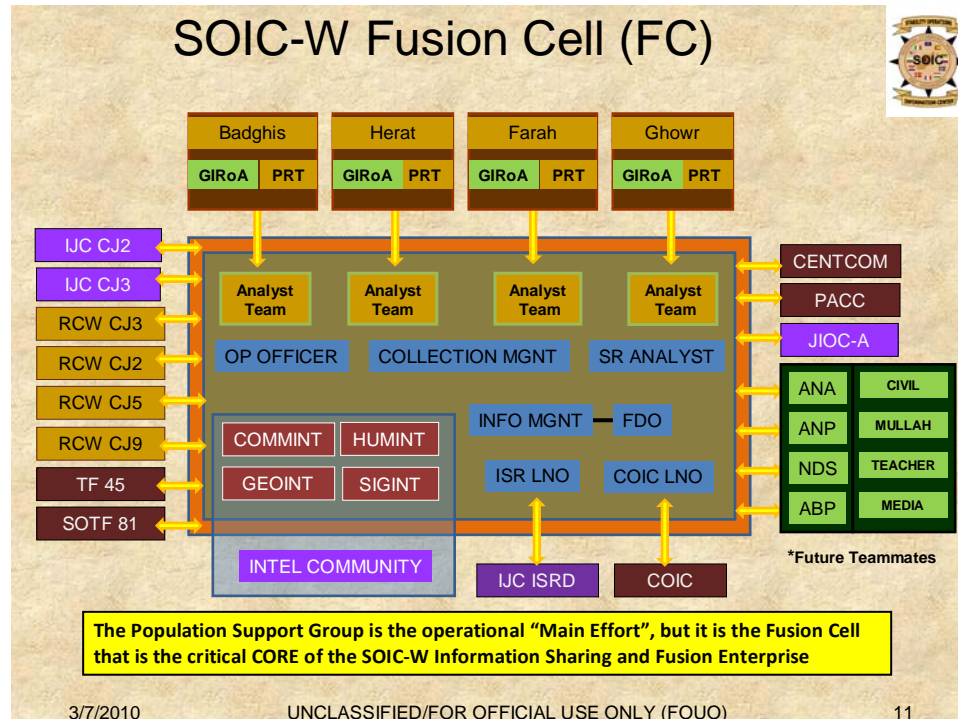 SOIC-W Fusion Cell (FC)
STABILITY OPERATIONS
SOIC
INFORMATION CENTER
Badghis
Herat
Farah
Ghowr
GIRoA PRT
GIRoA PRT
GIRoA PRT
GIRoA PRT
IJC CJ2
IJC CJ3
RCW CJ3
RCW CJ2
RCW CJ5
RCW CJ9
TF 45
SOTF 81
Analyst
Team
Analyst
Team
Analyst
Team
Analyst
Team
OP OFFICER
COLLECTION MGNT
SR ANALYST
INFO MGNT
FDO
COMMINT
HUMINT
GEOINT
SIGINT
ISR LNO
COIC LNO
INTEL COMMUNITY
IJC ISRD
COIC
CENTCOM
PACC
JIOC-A
ANA
CIVIL
ANP
MULLAH
NDS
TEACHER
ABP
MEDIA
*Future Teammates
The Population Support Group is the operational “Main Effort”, but it is the Fusion Cell
that is the critical CORE of the SOIC-W Information Sharing and Fusion Enterprise
3/7/2010
UNCLASSIFIED/FOR OFFICIAL USE ONLY (FOUO)
11